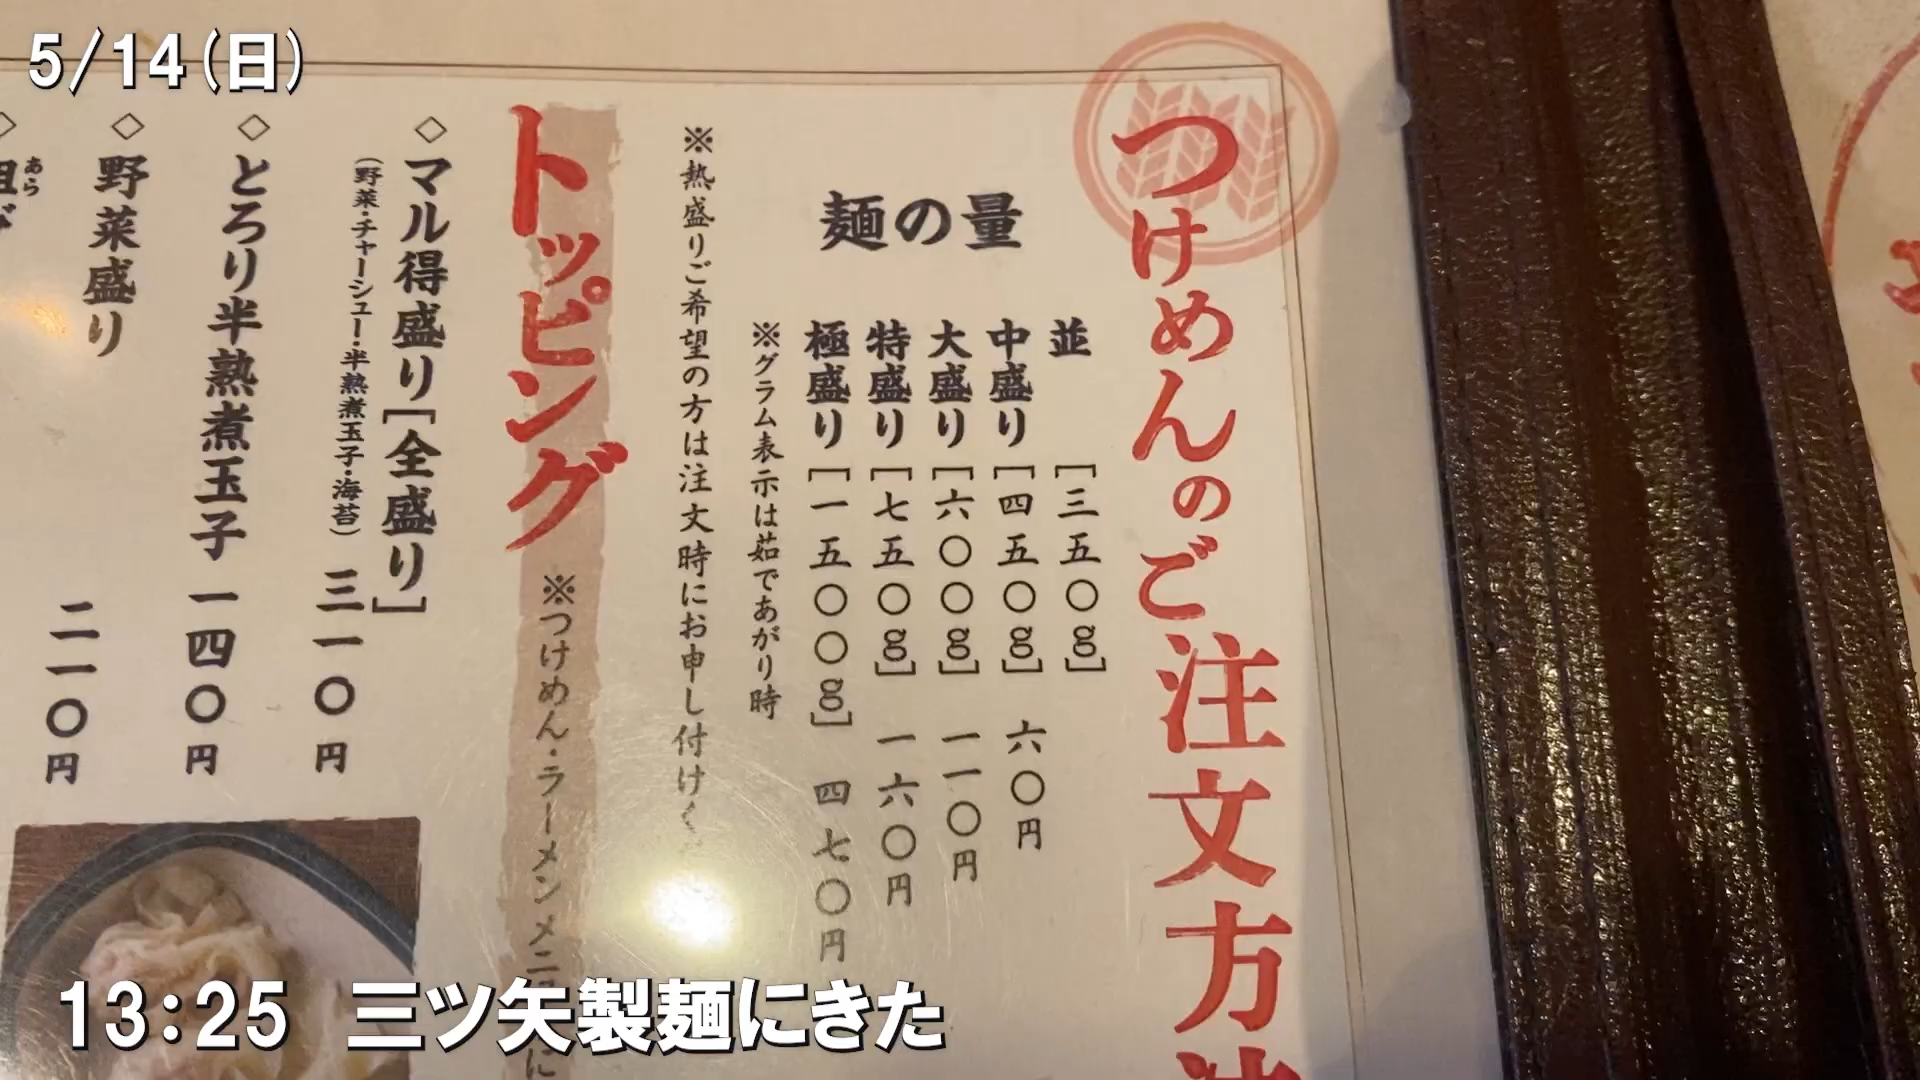 5/14(日)
つけめんのご注文方法
麺の量
並 [三五〇g]
中盛り [四五〇g] 六〇円
大盛り [六〇〇g] 一一〇円
特盛り [七五〇g] 一六〇円
極盛り [一五〇〇g] 四七〇円
※グラム表示は茹であがり時
※熱盛りご希望の方は注文時にお申し付けく
トッピング
※つけめん・ラーメンメニ
◇マル得盛り[全盛り] 三一〇円
(野菜・チャーシュー・半熟煮玉子・海苔)
◇とろり半熟煮玉子 一四〇円
◇野菜盛り 二一〇円
あら
13:25 三ツ矢製麺にきた